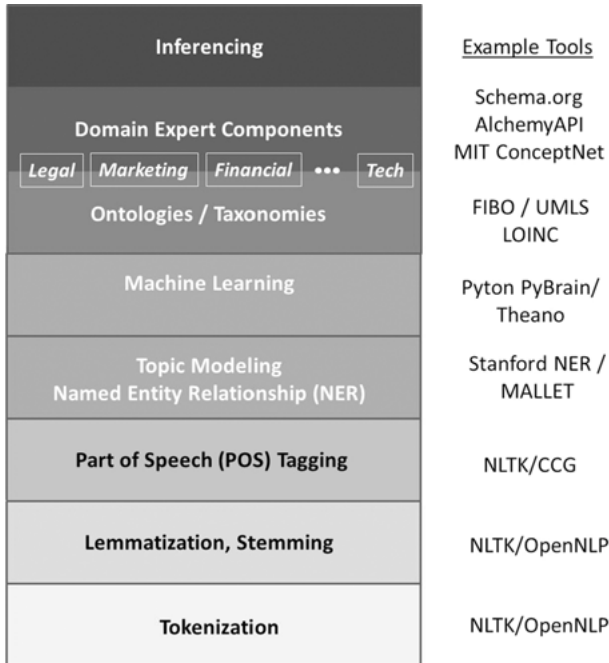 Inferencing
Example Tools
Domain Expert Components
Schema.org
AlchemyAPI
MIT ConceptNet
Legal Marketing Financial ••• Tech
Ontologies / Taxonomies
FIBO / UMLS
LOINC
Machine Learning
Pyton PyBrain/
Theano
Topic Modeling
Named Entity Relationship (NER)
Stanford NER /
MALLET
Part of Speech (POS) Tagging
NLTK/CCG
Lemmatization, Stemming
NLTK/OpenNLP
Tokenization
NLTK/OpenNLP